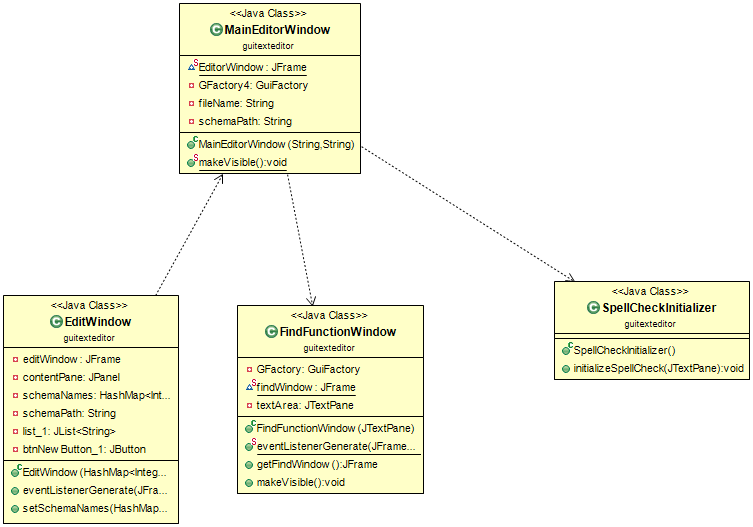 <<Java Class>>
MainEditorWindow
guitexteditor
EditorWindow: JFrame
GFactory4: GuiFactory
fileName: String
schemaPath: String
MainEditorWindow(String,String)
makeVisible():void
<<Java Class>>
EditWindow
guitexteditor
editWindow: JFrame
contentPane: JPanel
schemaNames: HashMap<Int...
schemaPath: String
list_1: JList<String>
btnNewButton_1: JButton
EditWindow(HashMap<Integ...
eventListenerGenerate(JFra...
setSchemaNames(HashMap...
<<Java Class>>
FindFunctionWindow
guitexteditor
GFactory: GuiFactory
findWindow: JFrame
textArea: JTextPane
FindFunctionWindow(JTextPane)
eventListenerGenerate(JFrame...
getFindWindow():JFrame
makeVisible():void
<<Java Class>>
SpellCheckInitializer
guitexteditor
SpellCheckInitializer()
initializeSpellCheck(JTextPane):void